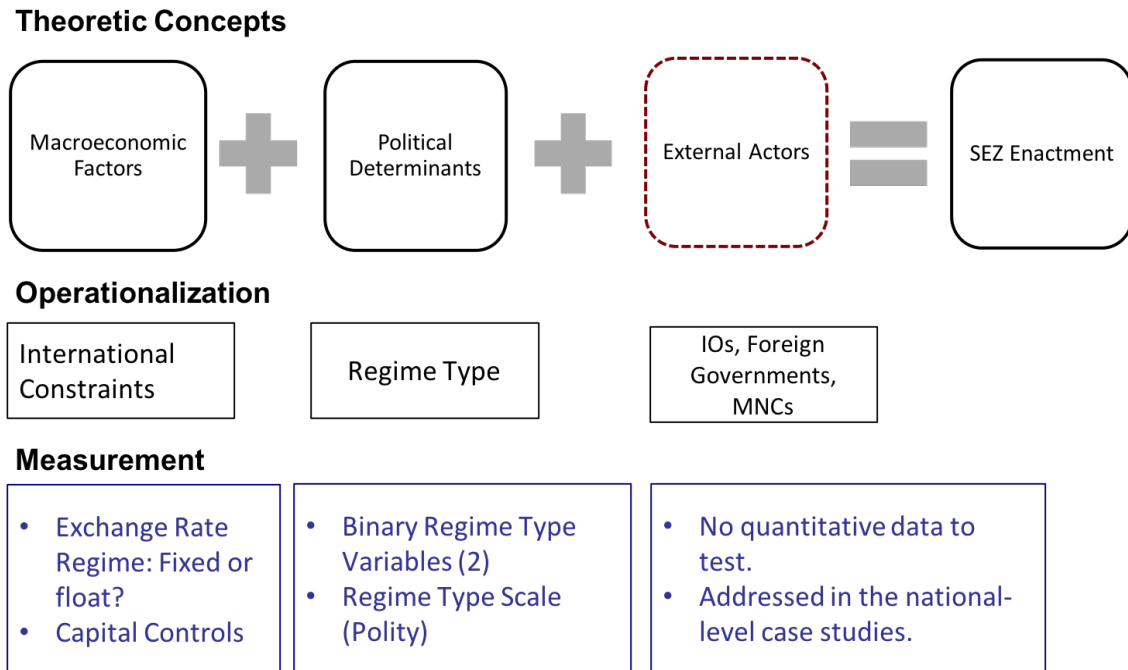 Theoretic Concepts
Macroeconomic
Factors
Political
Determinants
External Actors
SEZ Enactment
Operationalization
International
Constraints
Regime Type
IOs, Foreign
Governments,
MNCs
Measurement
• Exchange Rate
Regime: Fixed or
float?
• Capital Controls
• Binary Regime Type
Variables (2)
• Regime Type Scale
(Polity)
• No quantitative data to
test.
• Addressed in the national-
level case studies.